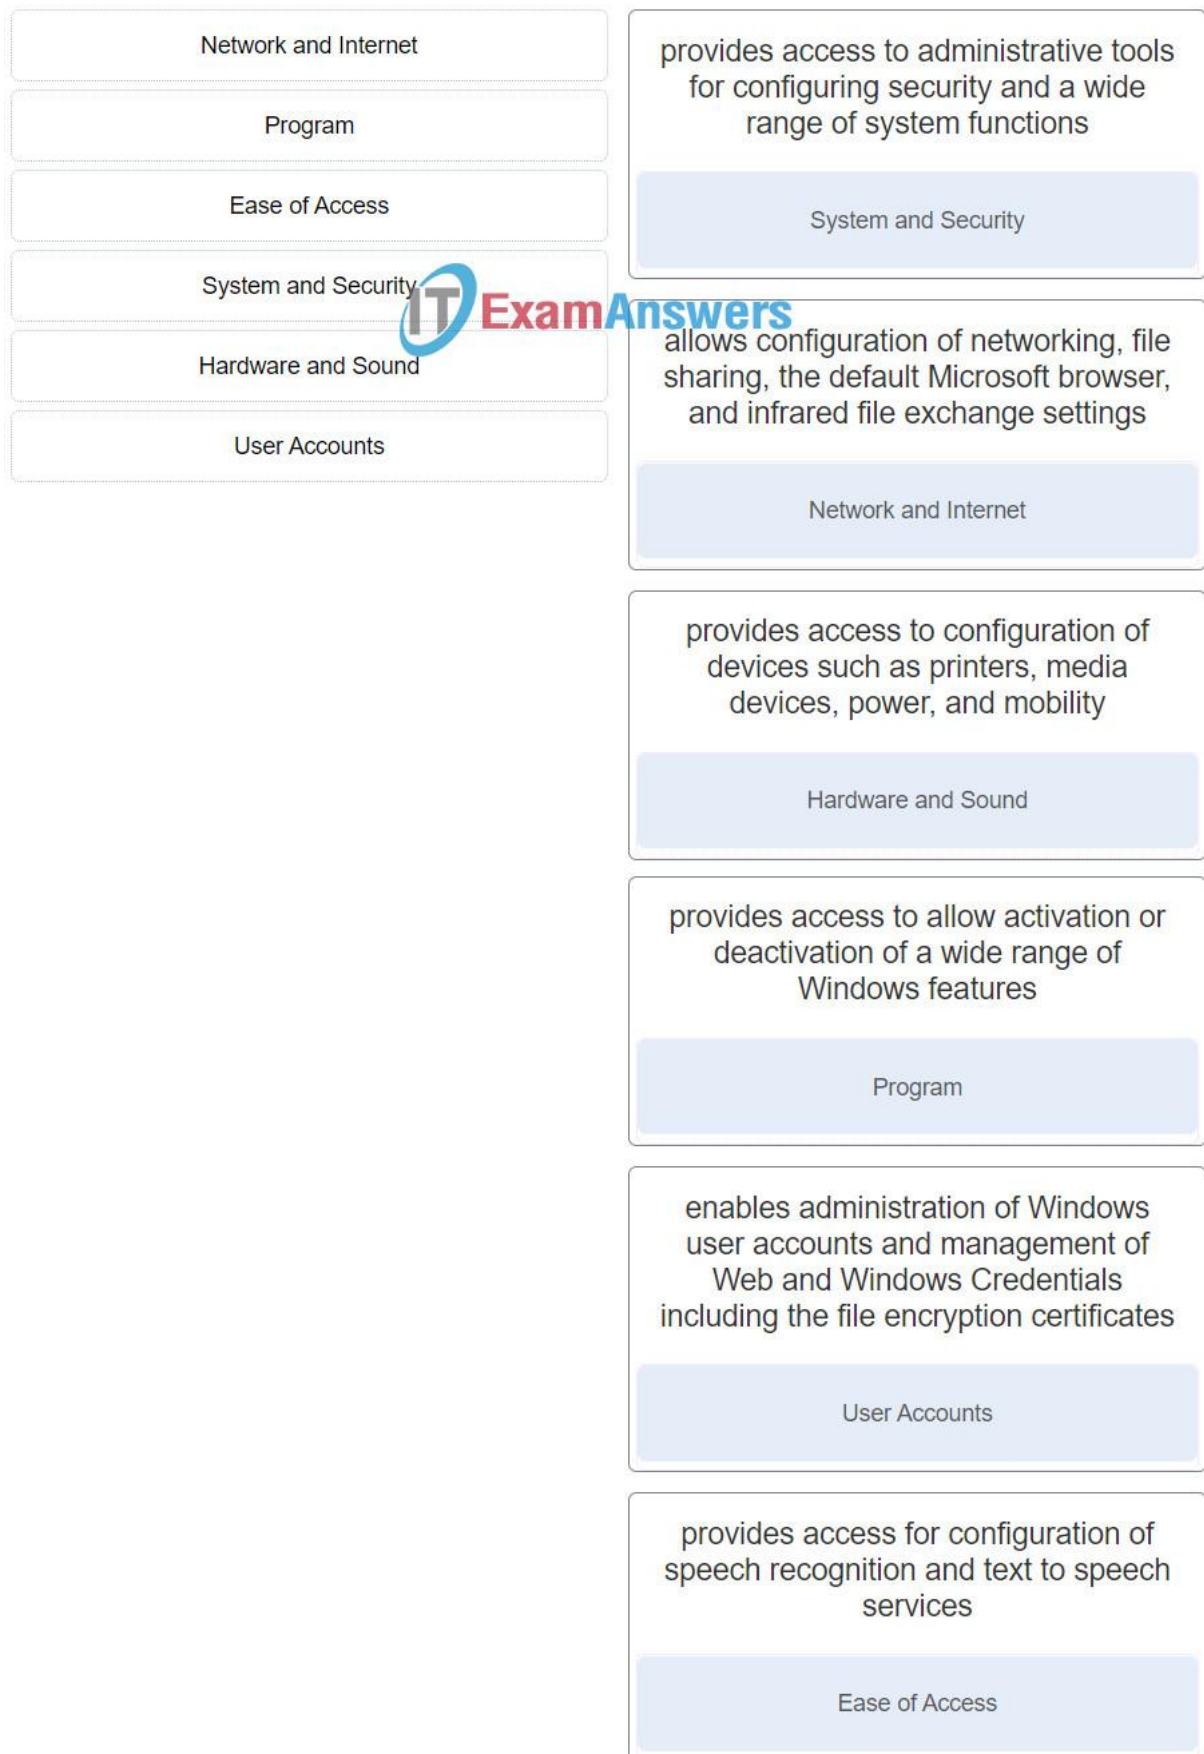 Network and Internet
Program
Ease of Access
System and Security
Hardware and Sound
User Accounts
IT ExamAnswers
provides access to administrative tools
for configuring security and a wide
range of system functions
System and Security
allows configuration of networking, file
sharing, the default Microsoft browser,
and infrared file exchange settings
Network and Internet
provides access to configuration of
devices such as printers, media
devices, power, and mobility
Hardware and Sound
provides access to allow activation or
deactivation of a wide range of
Windows features
Program
enables administration of Windows
user accounts and management of
Web and Windows Credentials
including the file encryption certificates
User Accounts
provides access for configuration of
speech recognition and text to speech
services
Ease of Access